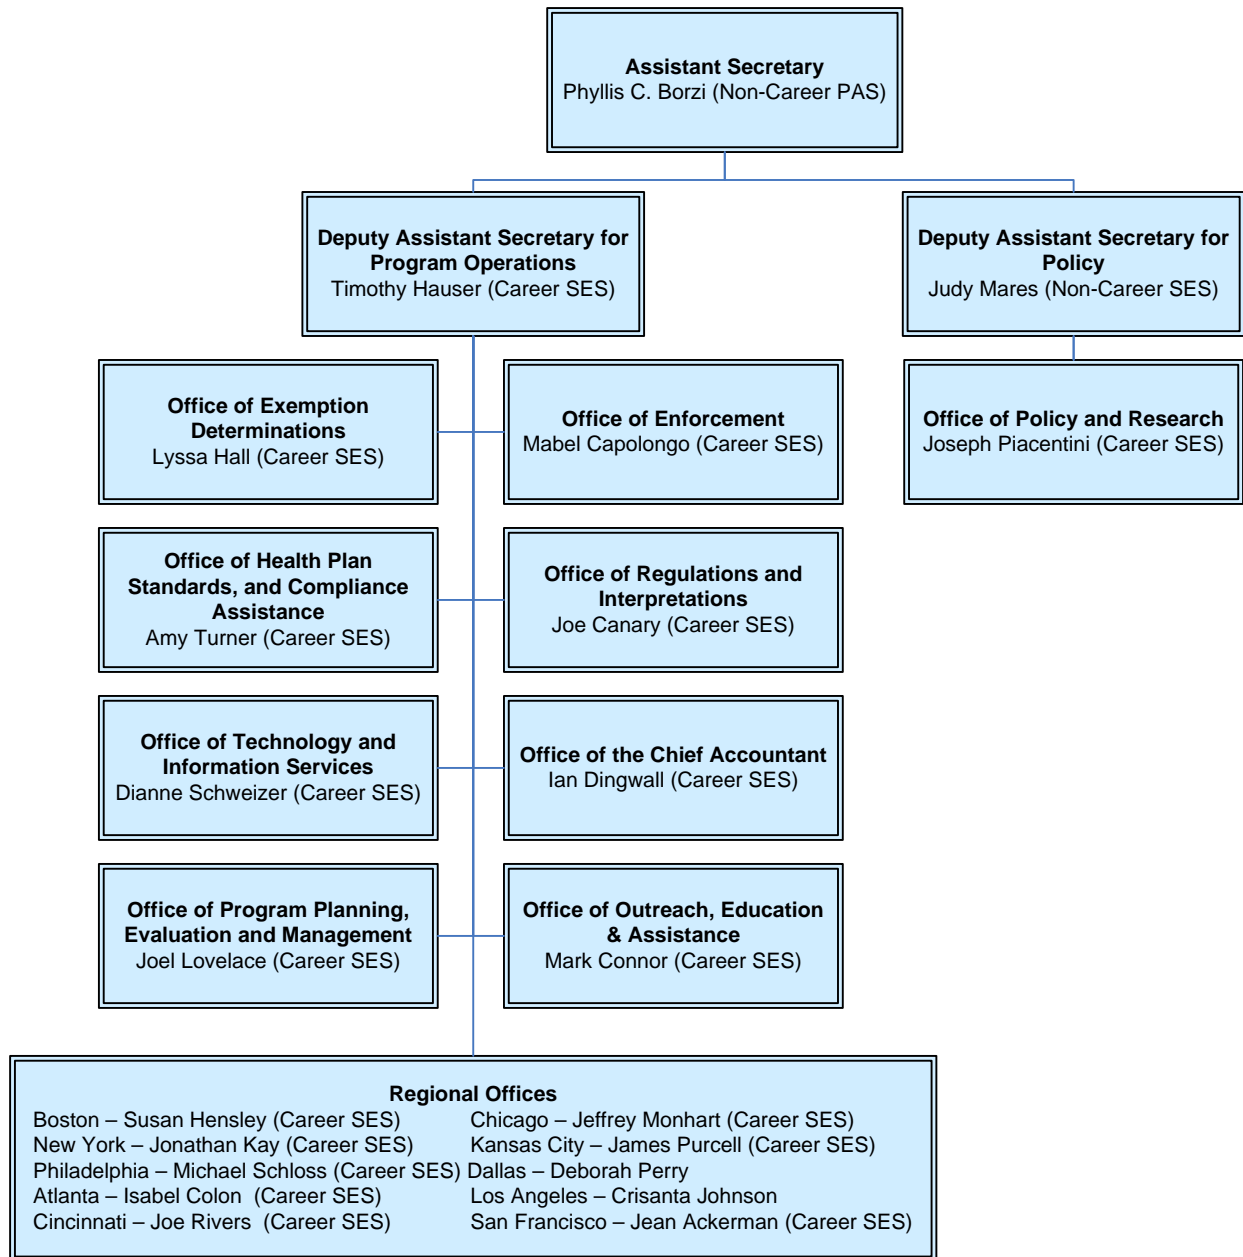 Assistant Secretary
Phyllis C. Borzi (Non-Career PAS)
Deputy Assistant Secretary for
Program Operations
Timothy Hauser (Career SES)
Deputy Assistant Secretary for
Policy
Judy Mares (Non-Career SES)
Office of Exemption
Determinations
Lyssa Hall (Career SES)
Office of Enforcement
Mabel Capolongo (Career SES)
Office of Policy and Research
Joseph Piacentini (Career SES)
Office of Health Plan
Standards, and Compliance
Assistance
Amy Turner (Career SES)
Office of Regulations and
Interpretations
Joe Canary (Career SES)
Office of Technology and
Information Services
Dianne Schweizer (Career SES)
Office of the Chief Accountant
Ian Dingwall (Career SES)
Office of Program Planning,
Evaluation and Management
Joel Lovelace (Career SES)
Office of Outreach, Education
& Assistance
Mark Connor (Career SES)
Regional Offices
Boston – Susan Hensley (Career SES) Chicago – Jeffrey Monhart (Career SES)
New York – Jonathan Kay (Career SES) Kansas City – James Purcell (Career SES)
Philadelphia – Michael Schloss (Career SES) Dallas – Deborah Perry
Atlanta – Isabel Colon (Career SES) Los Angeles – Crisanta Johnson
Cincinnati – Joe Rivers (Career SES) San Francisco – Jean Ackerman (Career SES)